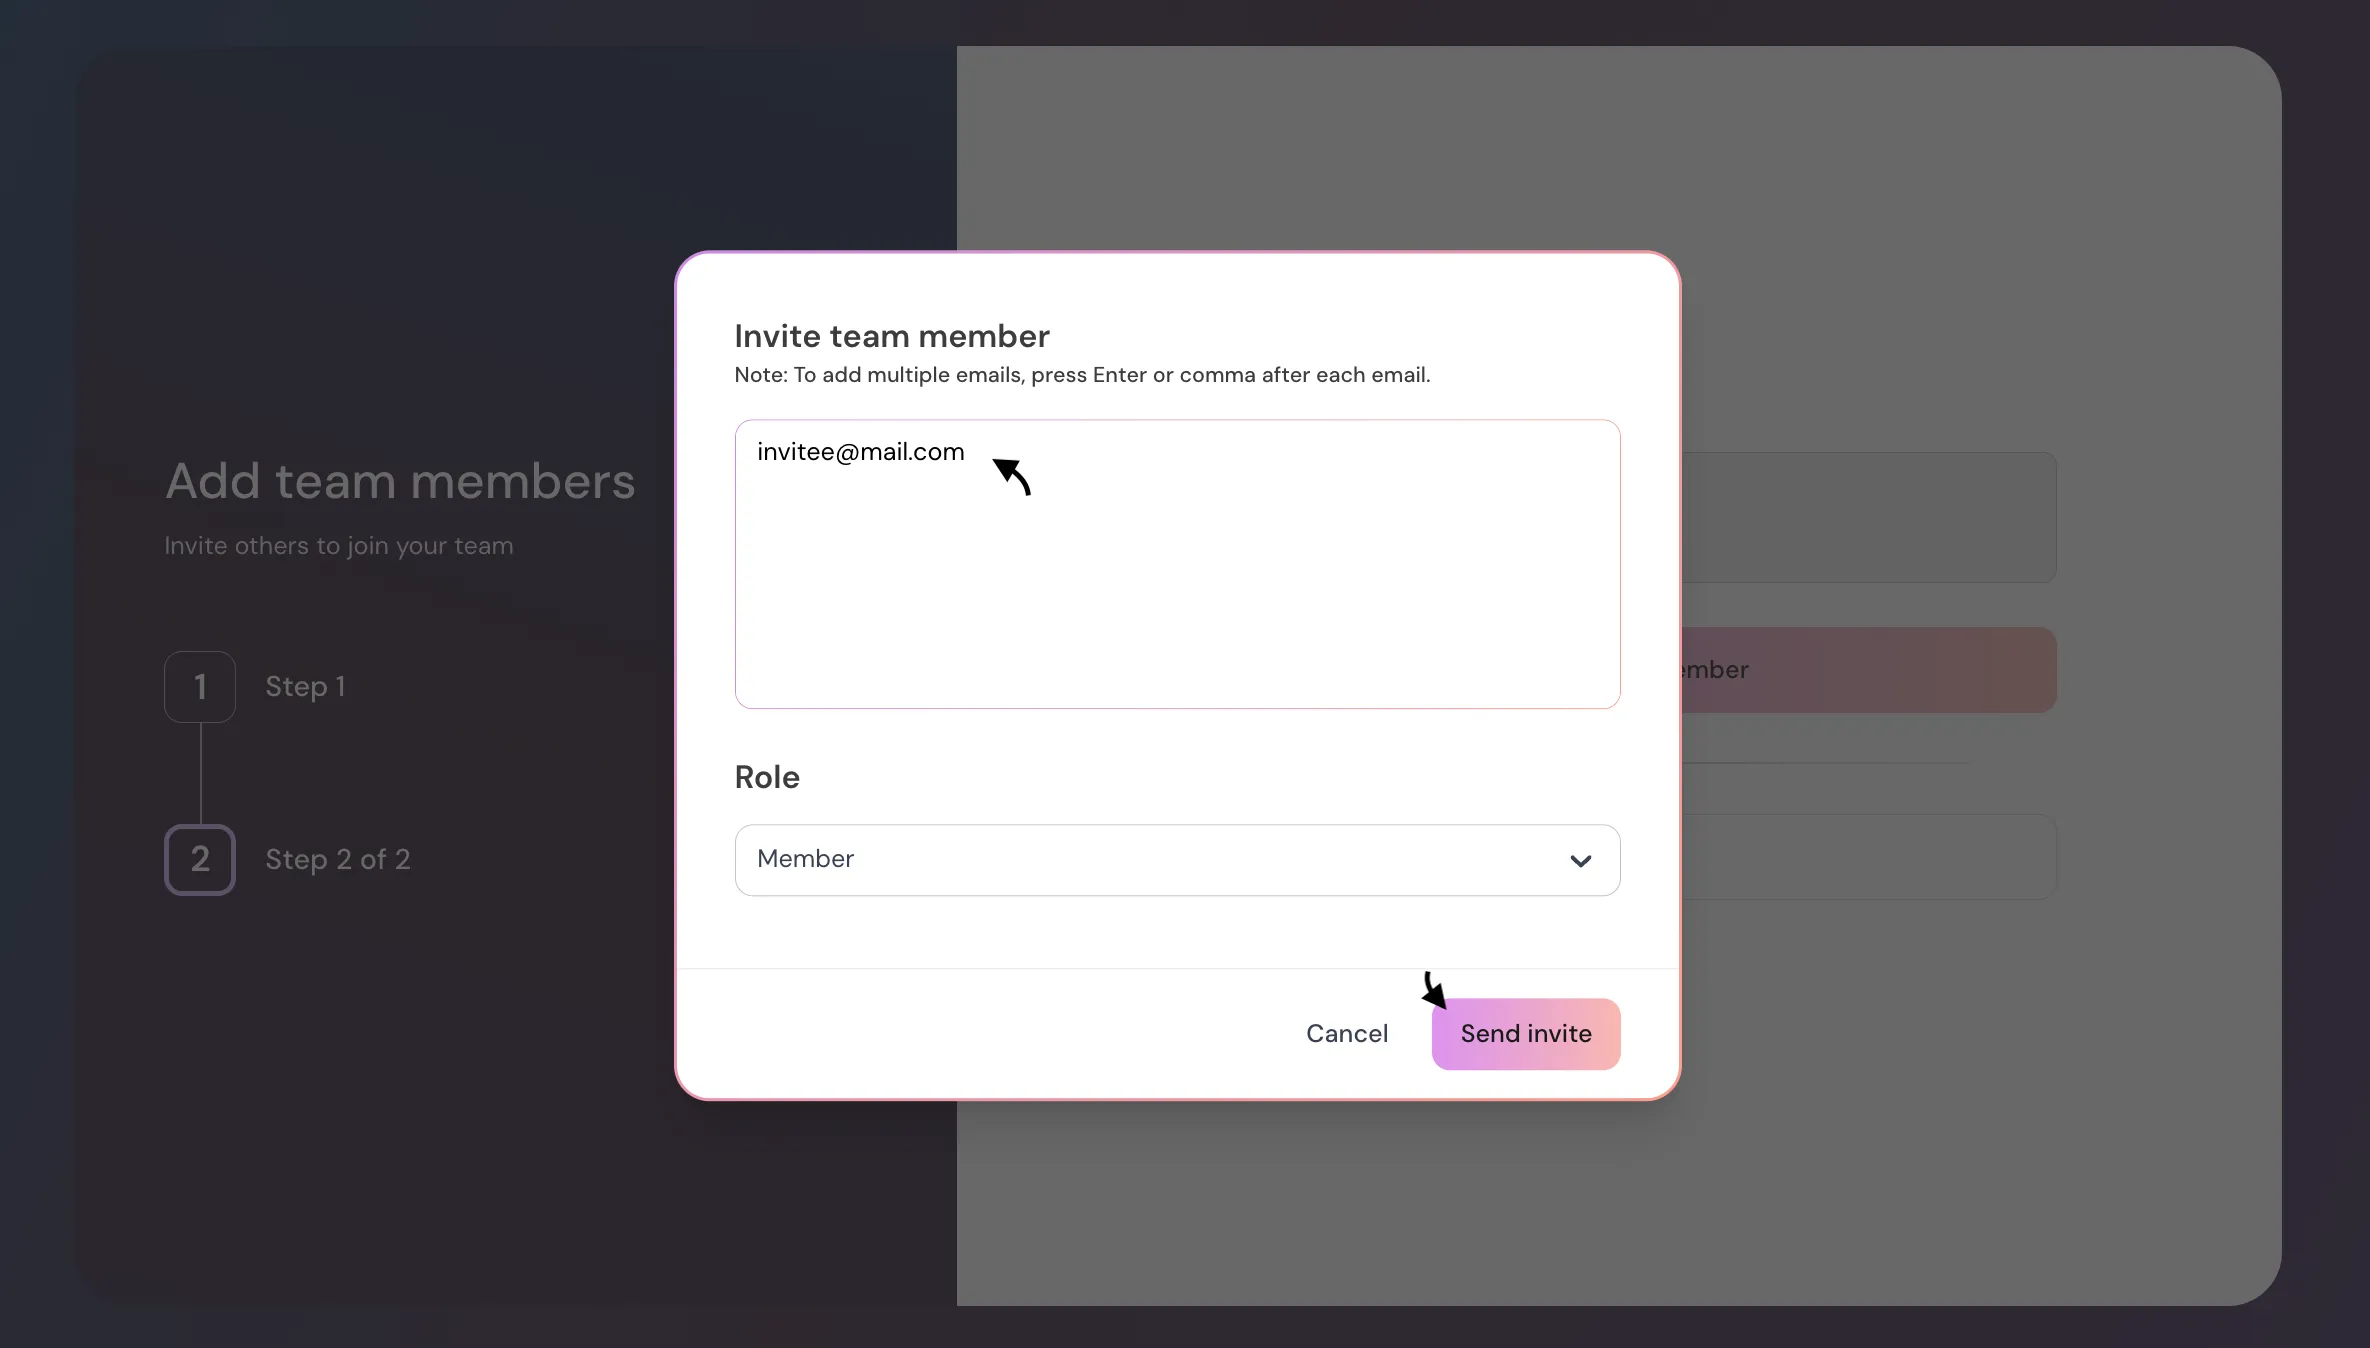 Add team members
Invite others to join your team
1
Step 1
2
Step 2 of 2
Invite team member
Note: To add multiple emails, press Enter or comma after each email.
invitee@mail.com
Role
Member
Cancel
Send invite